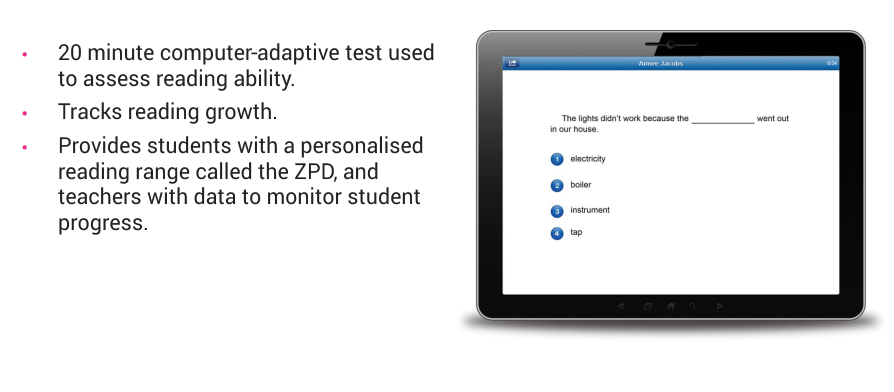 • 20 minute computer-adaptive test used
to assess reading ability.
• Tracks reading growth.
• Provides students with a personalised
reading range called the ZPD, and
teachers with data to monitor student
progress.
Aimee Jacobs 0/34
The lights didn't work because the ______________ went out
in our house.
1 electricity
2 boiler
3 instrument
4 tap